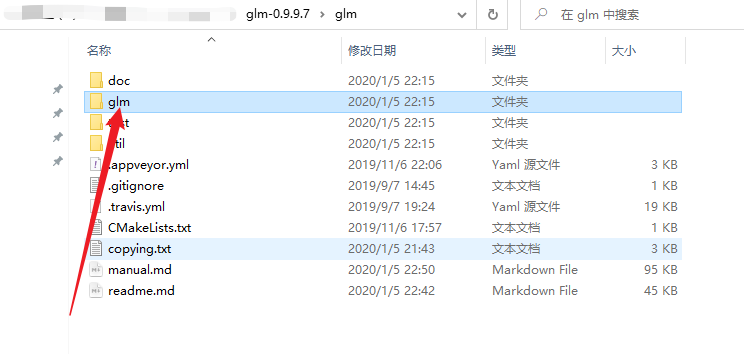 glm-0.9.9.7 › glm
在 glm 中搜索
名称 修改日期 类型 大小
doc 2020/1/5 22:15 文件夹
glm 2020/1/5 22:15 文件夹
2020/1/5 22:15 文件夹
2020/1/5 22:15 文件夹
.appveyor.yml 2019/11/6 22:06 Yaml 源文件 3 KB
.gitignore 2019/9/7 14:45 文本文档 1 KB
.travis.yml 2019/9/7 19:24 Yaml 源文件 19 KB
CMakeLists.txt 2019/11/6 17:57 文本文档 1 KB
copying.txt 2020/1/5 21:43 文本文档 3 KB
manual.md 2020/1/5 22:50 Markdown File 95 KB
readme.md 2020/1/5 22:42 Markdown File 45 KB